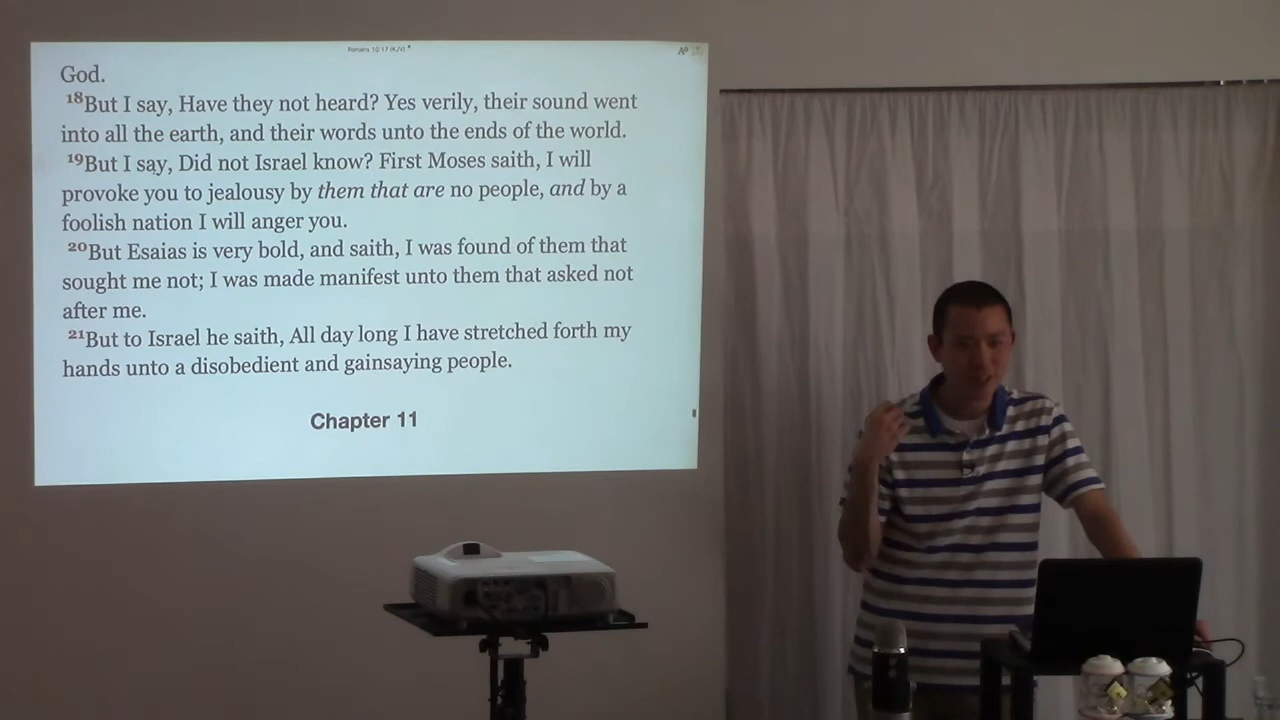 Romans 10:17 (KJV)
God.
18But I say, Have they not heard? Yes verily, their sound went
into all the earth, and their words unto the ends of the world.
19But I say, Did not Israel know? First Moses saith, I will
provoke you to jealousy by them that are no people, and by a
foolish nation I will anger you.
20But Esaias is very bold, and saith, I was found of them that
sought me not; I was made manifest unto them that asked not
after me.
21But to Israel he saith, All day long I have stretched forth my
hands unto a disobedient and gainsaying people.
Chapter 11